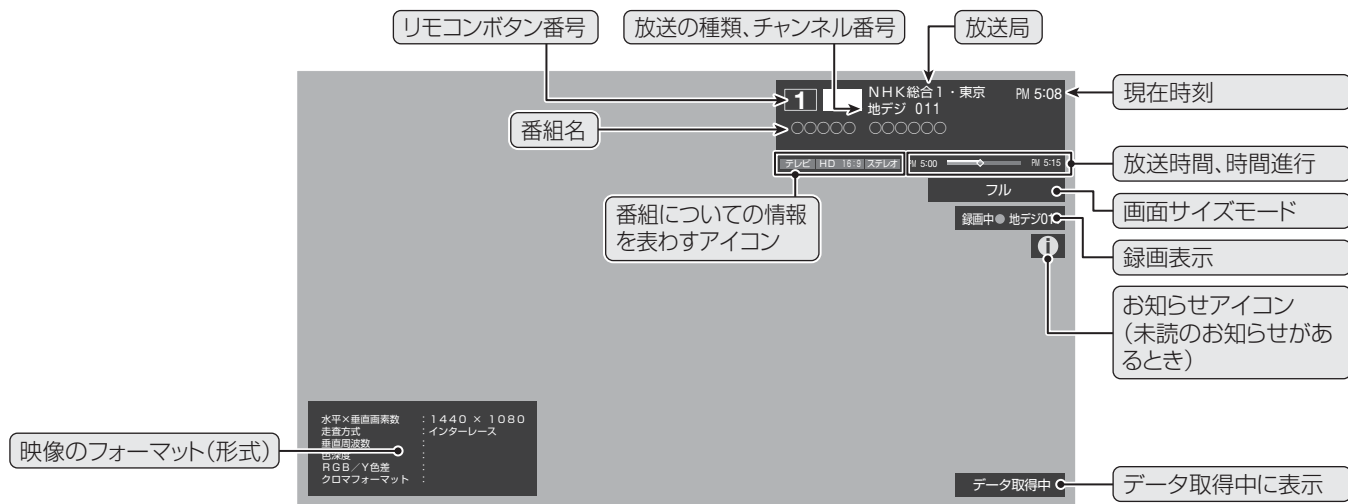 リモコンボタン番号
放送の種類、チャンネル番号
放送局
1
NHK総合1・東京
PM 5:08
地デジ 011
現在時刻
番組名
○○○○○ ○○○○○○
テレビ HD 16:9 ステレオ
PM 5:00
PM 5:15
放送時間、時間進行
フル
画面サイズモード
番組についての情報
を表わすアイコン
録画中● 地デジ01
録画表示
i
お知らせアイコン
(未読のお知らせがあ
るとき)
水平×垂直画素数 :1440 × 1080
走査方式 :インターレース
垂直周波数 :
色深度 :
RGB/Y色差 :
クロマフォーマット :
映像のフォーマット(形式)
データ取得中
データ取得中に表示